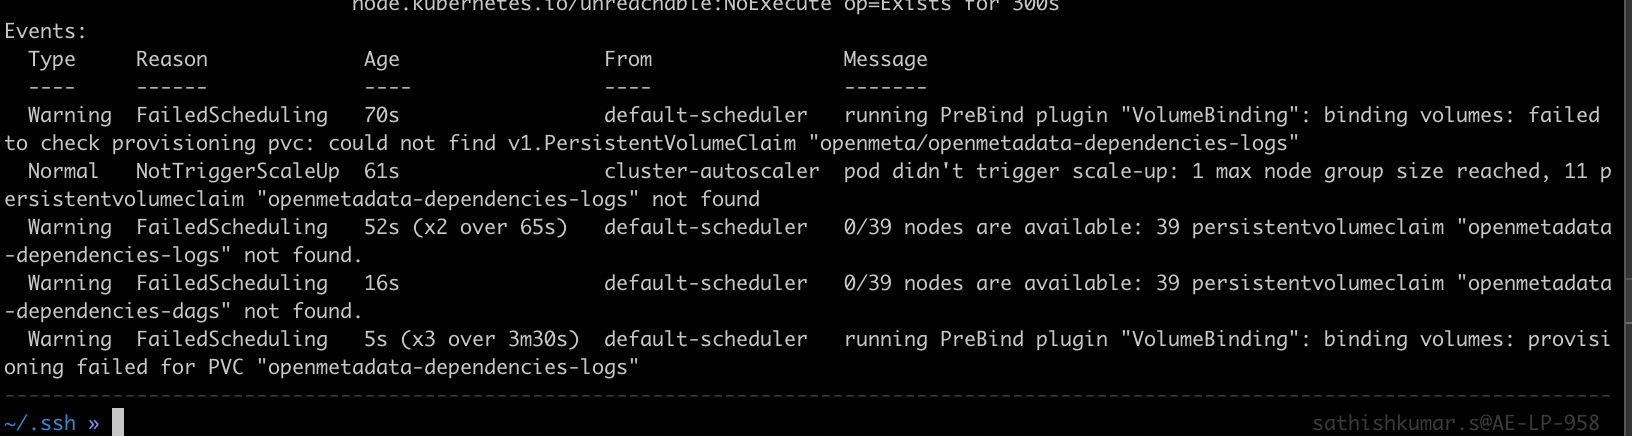 node.kubernetes.io/unreachable:NoExecute op=Exists for 300s
Events:
  Type     Reason             Age                 From                Message
  ----     ------             ----                ----                -------
  Warning  FailedScheduling   70s                 default-scheduler   running PreBind plugin "VolumeBinding": binding volumes: failed
to check provisioning pvc: could not find v1.PersistentVolumeClaim "openmeta/openmetadata-dependencies-logs"
  Normal   NotTriggerScaleUp  61s                 cluster-autoscaler  pod didn't trigger scale-up: 1 max node group size reached, 11 p
ersistentvolumeclaim "openmetadata-dependencies-logs" not found
  Warning  FailedScheduling   52s (x2 over 65s)   default-scheduler   0/39 nodes are available: 39 persistentvolumeclaim "openmetadata
-dependencies-logs" not found.
  Warning  FailedScheduling   16s                 default-scheduler   0/39 nodes are available: 39 persistentvolumeclaim "openmetadata
-dependencies-dags" not found.
  Warning  FailedScheduling   5s (x3 over 3m30s)  default-scheduler   running PreBind plugin "VolumeBinding": binding volumes: provisi
oning failed for PVC "openmetadata-dependencies-logs"
~/.ssh » sathishkumar.s@AE-LP-958